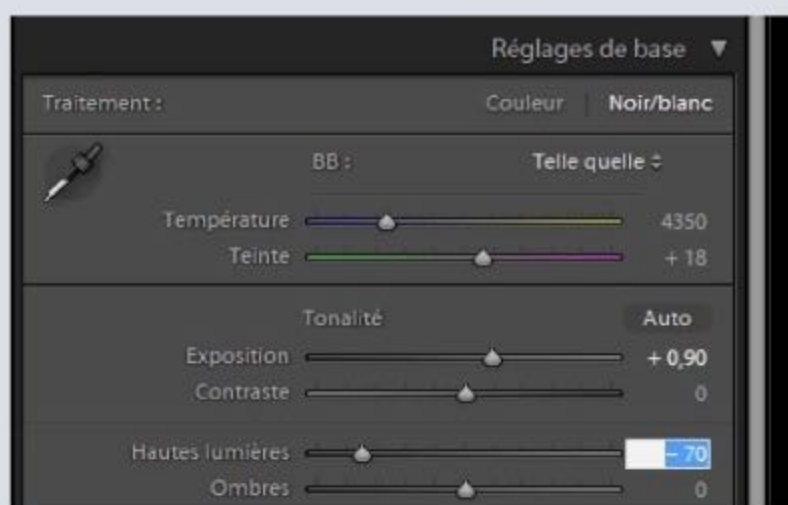 Réglages de base ▼
Traitement : Couleur Noir/blanc
BB : Telle quelle
Température 4350
Teinte + 18
Tonalité Auto
Exposition + 0,90
Contraste 0
Hautes lumières − 70
Ombres 0